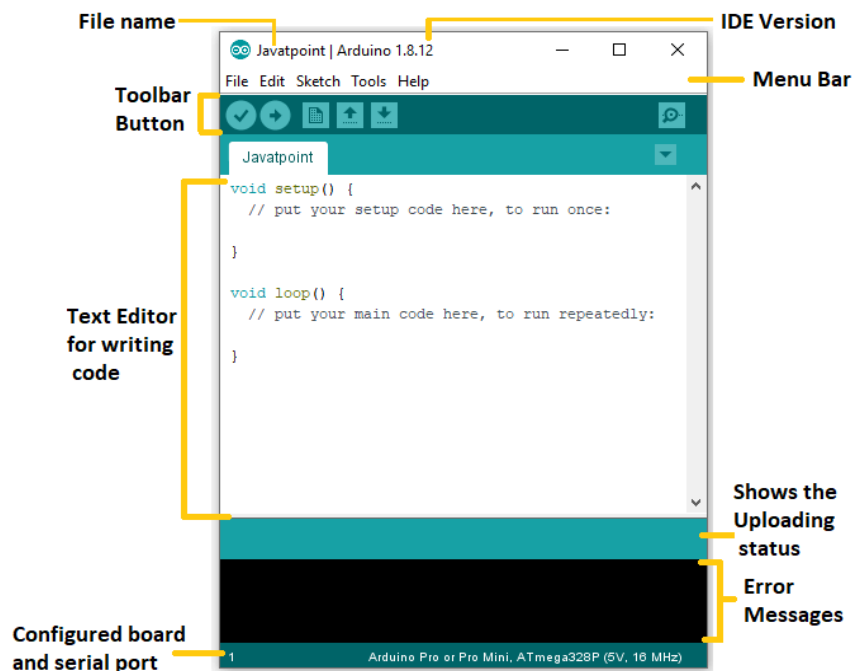 File name
IDE Version
Javatpoint | Arduino 1.8.12
File Edit Sketch Tools Help
Menu Bar
Toolbar
Button
Javatpoint
void setup() {
// put your setup code here, to run once:
}
void loop() {
// put your main code here, to run repeatedly:
}
Text Editor
for writing
code
Shows the
Uploading
status
Error
Messages
Configured board
and serial port
1
Arduino Pro or Pro Mini, ATmega328P (5V, 16 MHz)